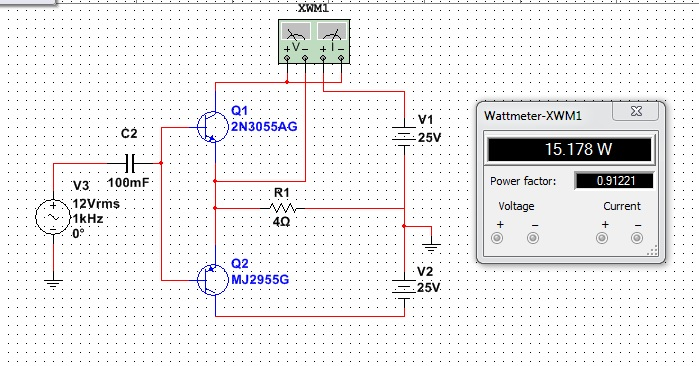 XWM1
+ V - + I -
Q1
2N3055AG
V1
25V
C2
100mF
V3
12Vrms
1kHz
0°
R1
4Ω
Q2
MJ2955G
V2
25V
Wattmeter-XWM1
15.178 W
Power factor: 0.91221
Voltage Current
+ - + -